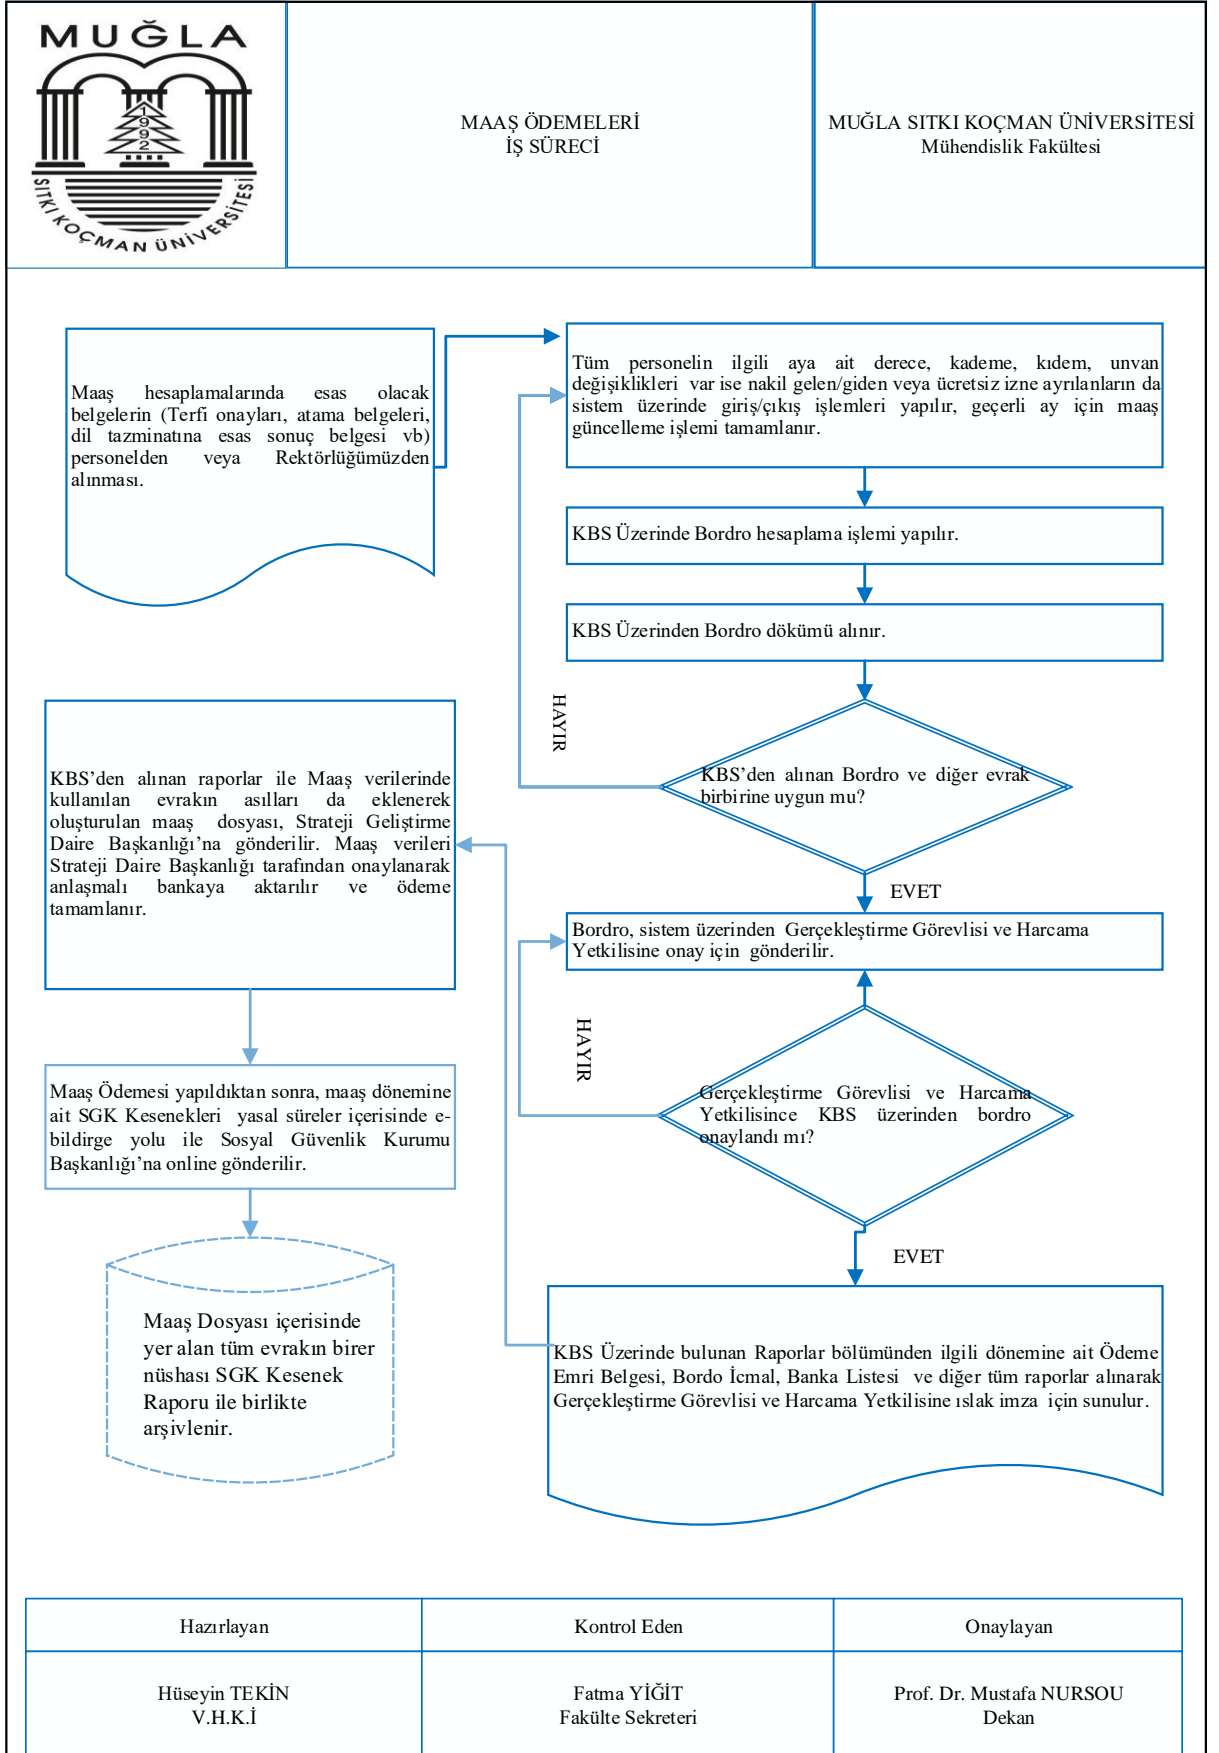 MUĞLA
1992
SITKI KOÇMAN ÜNİVERSİTESİ
MAAŞ ÖDEMELERİ
İŞ SÜRECİ
MUĞLA SITKI KOÇMAN ÜNİVERSİTESİ
Mühendislik Fakültesi
Maaş hesaplamalarında esas olacak
belgelerin (Terfi onayları, atama belgeleri,
dil tazminatına esas sonuç belgesi vb)
personelden veya Rektörlüğümüzden
alınması.
Tüm personelin ilgili aya ait derece, kademe, kıdem, unvan
değişiklikleri var ise nakil gelen/giden veya ücretsiz izne ayrılanların da
sistem üzerinde giriş/çıkış işlemleri yapılır, geçerli ay için maaş
güncelleme işlemi tamamlanır.
KBS Üzerinde Bordro hesaplama işlemi yapılır.
KBS Üzerinden Bordro dökümü alınır.
HAYIR
KBS’den alınan Bordro ve diğer evrak
birbirine uygun mu?
EVET
Bordro, sistem üzerinden Gerçekleştirme Görevlisi ve Harcama
Yetkilisine onay için gönderilir.
HAYIR
Gerçekleştirme Görevlisi ve Harcama
Yetkilisince KBS üzerinden bordro
onaylandı mı?
EVET
KBS Üzerinde bulunan Raporlar bölümünden ilgili dönemine ait Ödeme
Emri Belgesi, Bordo İcmal, Banka Listesi ve diğer tüm raporlar alınarak
Gerçekleştirme Görevlisi ve Harcama Yetkilisine ıslak imza için sunulur.
KBS’den alınan raporlar ile Maaş verilerinde
kullanılan evrakın asılları da eklenerek
oluşturulan maaş dosyası, Strateji Geliştirme
Daire Başkanlığı’na gönderilir. Maaş verileri
Strateji Daire Başkanlığı tarafından onaylanarak
anlaşmalı bankaya aktarılır ve ödeme
tamamlanır.
Maaş Ödemesi yapıldıktan sonra, maaş dönemine
ait SGK Kesenekleri yasal süreler içerisinde e-
bildirge yolu ile Sosyal Güvenlik Kurumu
Başkanlığı’na online gönderilir.
Maaş Dosyası içerisinde
yer alan tüm evrakın birer
nüshası SGK Kesenek
Raporu ile birlikte
arşivlenir.
Hazırlayan
Kontrol Eden
Onaylayan
Hüseyin TEKİN
V.H.K.İ
Fatma YİĞİT
Fakülte Sekreteri
Prof. Dr. Mustafa NURSOU
Dekan